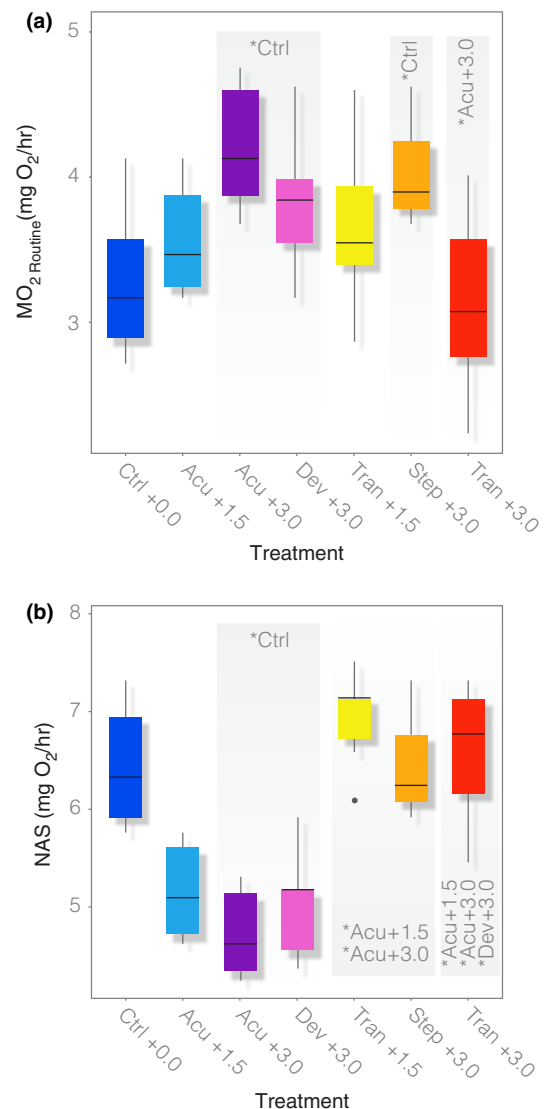 (a)
5
4
3
MO2 Routine (mg O2/hr)
*Ctrl
*Ctrl
*Acu+3.0
Ctrl +0.0
Acu +1.5
Acu +3.0
Dev +3.0
Tran +1.5
Step +3.0
Tran +3.0
Treatment
(b)
8
7
6
5
NAS (mg O2/hr)
*Ctrl
*Acu+1.5
*Acu+3.0
*Acu+1.5
*Acu+3.0
*Dev+3.0
Ctrl +0.0
Acu +1.5
Acu +3.0
Dev +3.0
Tran +1.5
Step +3.0
Tran +3.0
Treatment